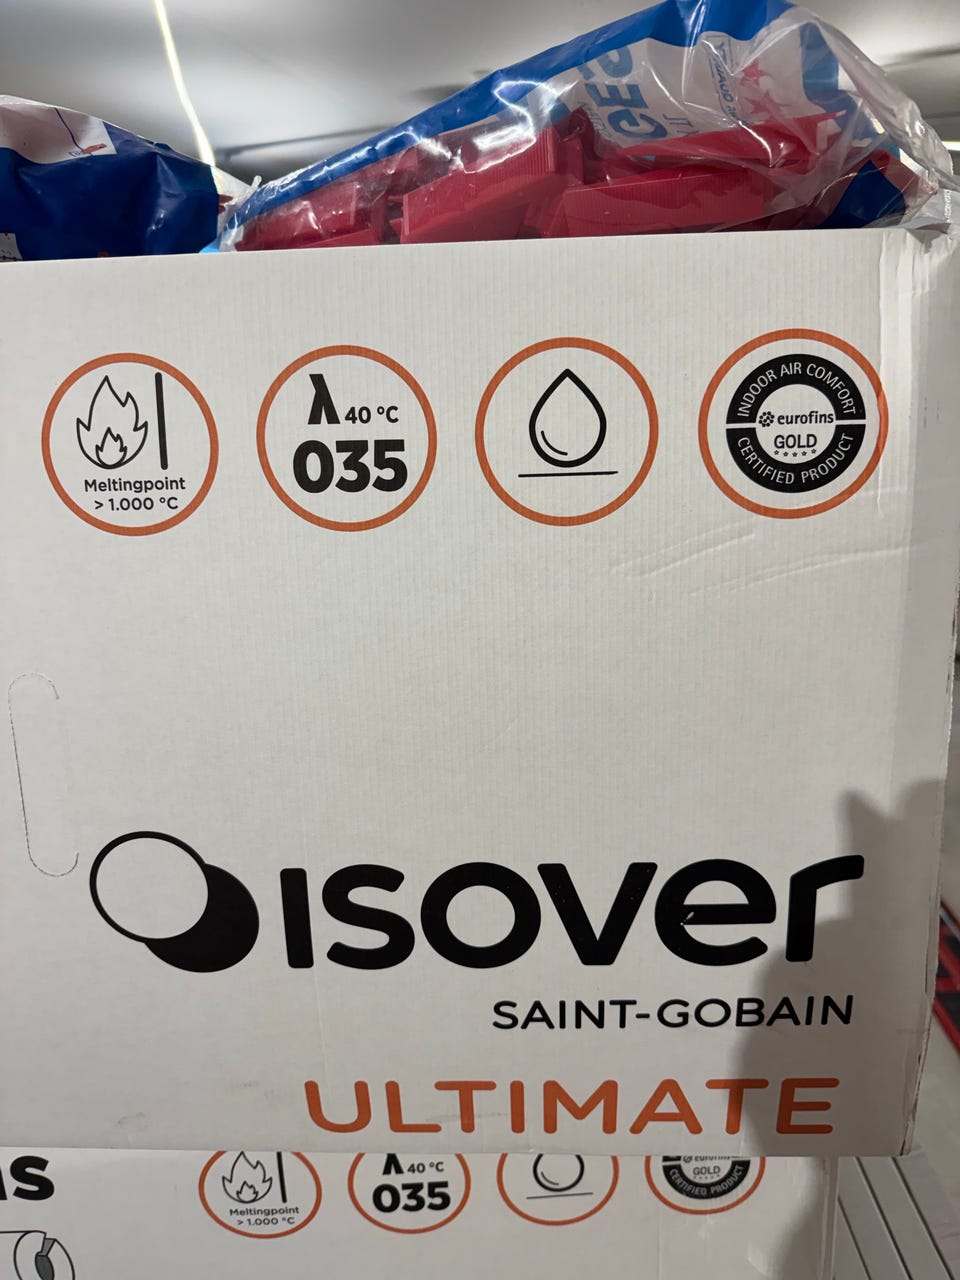 GES
Meltingpoint
> 1.000 °C
λ 40 °C
035
INDOOR AIR COMFORT
eurofins
GOLD
CERTIFIED PRODUCT
ISOVER
SAINT-GOBAIN
ULTIMATE
Meltingpoint
> 1.000 °C
λ 40 °C
035
eurofins
GOLD
CERTIFIED PRODUCT